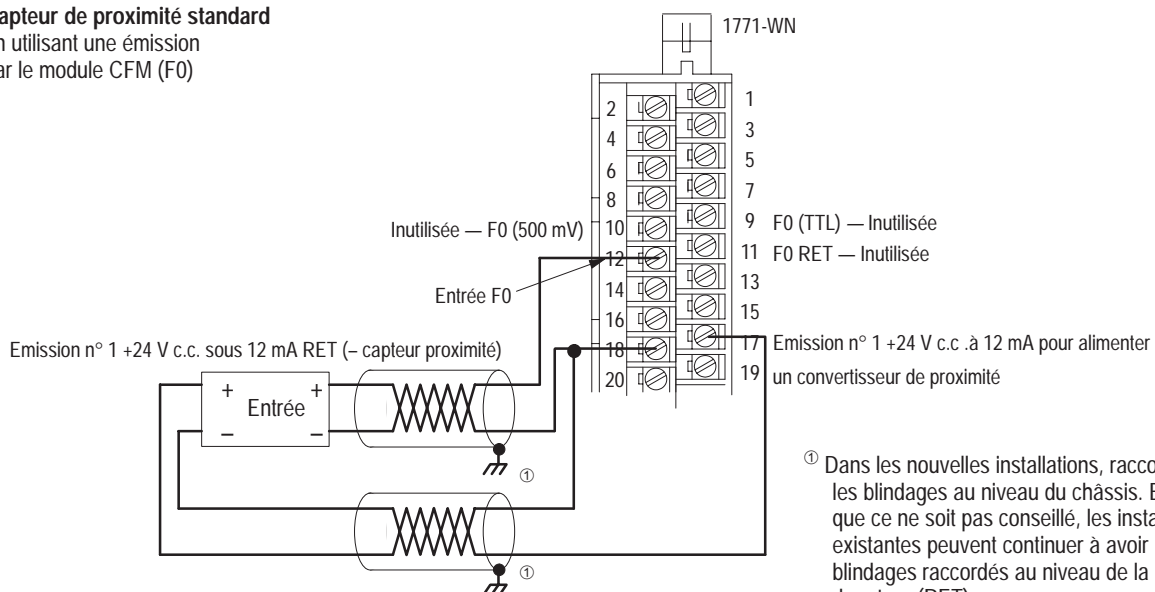 apteur de proximité standard
n utilisant une émission
ar le module CFM (F0)
1771-WN
1
2
3
4
5
6
7
8
Inutilisée — F0 (500 mV)
10
9 F0 (TTL) — Inutilisée
12
11 F0 RET — Inutilisée
Entrée F0
14
13
16
15
Emission n° 1 +24 V c.c. sous 12 mA RET (– capteur proximité)
18
17 Emission n° 1 +24 V c.c .à 12 mA pour alimenter
20
19 un convertisseur de proximité
+ +
Entrée
– –
①
①
① Dans les nouvelles installations, racco
les blindages au niveau du châssis. B
que ce ne soit pas conseillé, les insta
existantes peuvent continuer à avoir
blindages raccordés au niveau de la